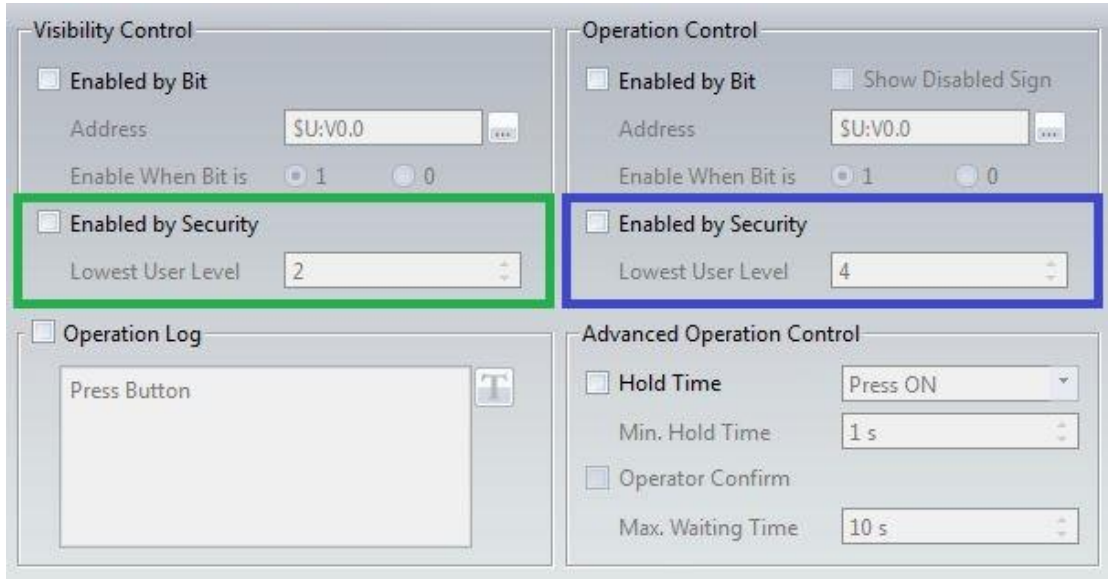 Visibility Control
Enabled by Bit
Address $U:V0.0 ...
Enable When Bit is 1 0
Enabled by Security
Lowest User Level 2
Operation Control
Enabled by Bit Show Disabled Sign
Address $U:V0.0 ...
Enable When Bit is 1 0
Enabled by Security
Lowest User Level 4
Operation Log
Press Button T
Advanced Operation Control
Hold Time Press ON
Min. Hold Time 1 s
Operator Confirm
Max. Waiting Time 10 s